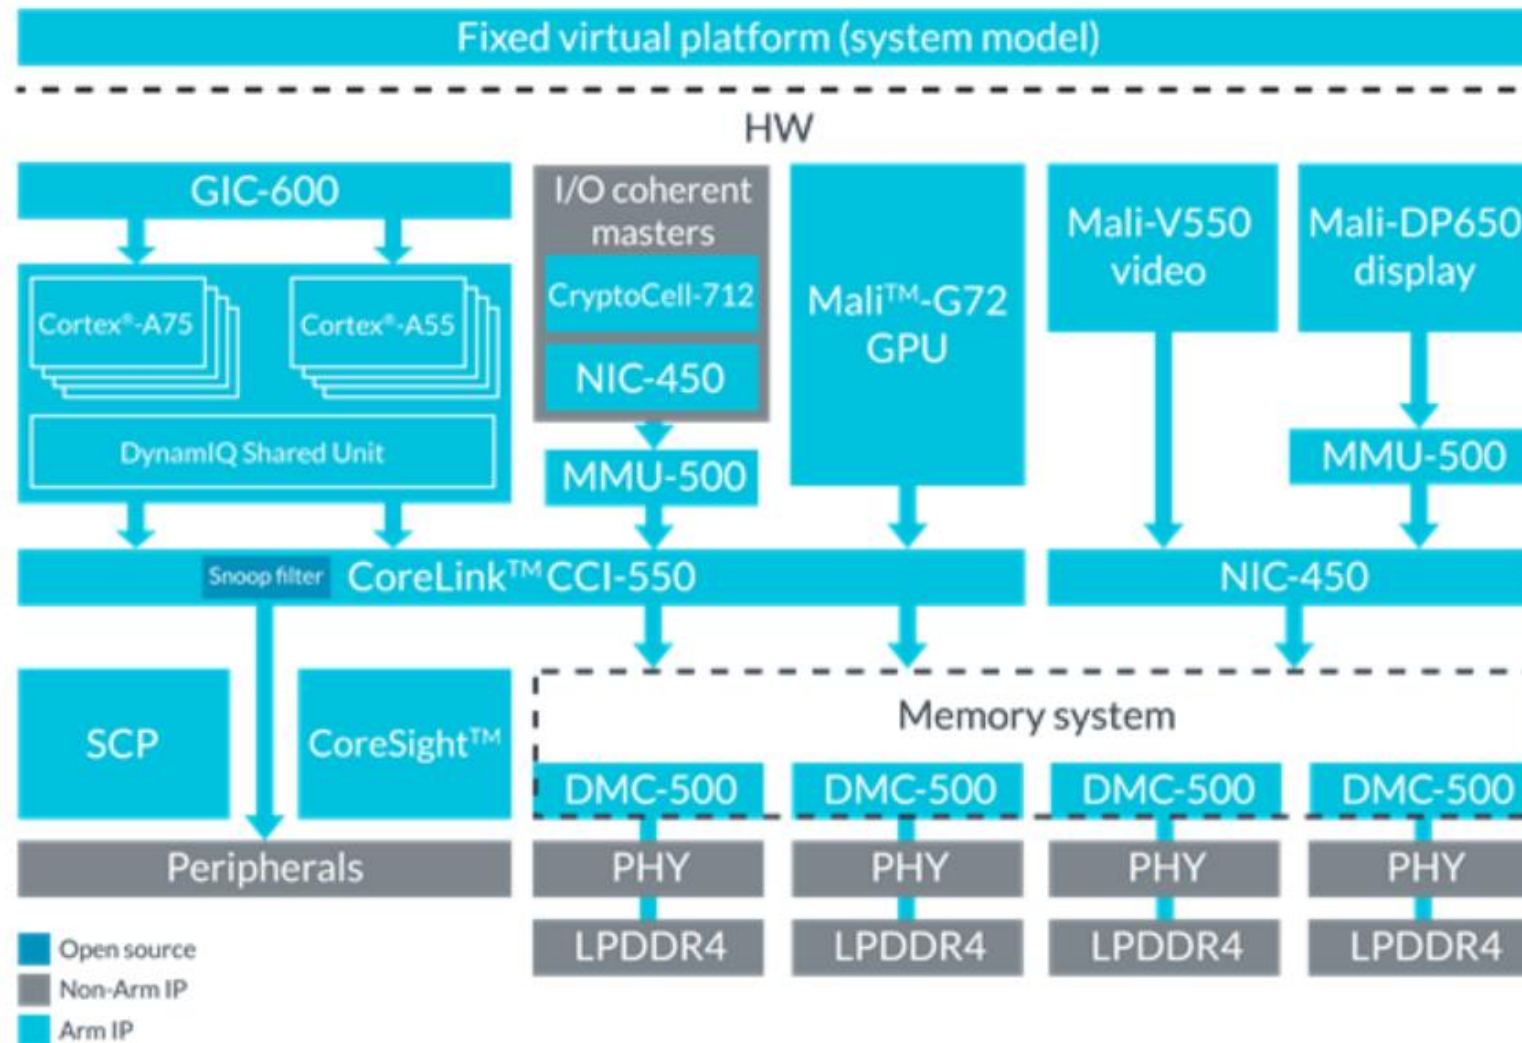 Fixed virtual platform (system model)
HW
GIC-600
Cortex®-A75
Cortex®-A55
DynamIQ Shared Unit
I/O coherent
masters
CryptoCell-712
NIC-450
MMU-500
Mali™-G72
GPU
Mali-V550
video
Mali-DP650
display
MMU-500
Snoop filter
CoreLink™ CCI-550
NIC-450
SCP
CoreSight™
Memory system
DMC-500
DMC-500
DMC-500
DMC-500
Peripherals
PHY
PHY
PHY
PHY
LPDDR4
LPDDR4
LPDDR4
LPDDR4
Open source
Non-Arm IP
Arm IP